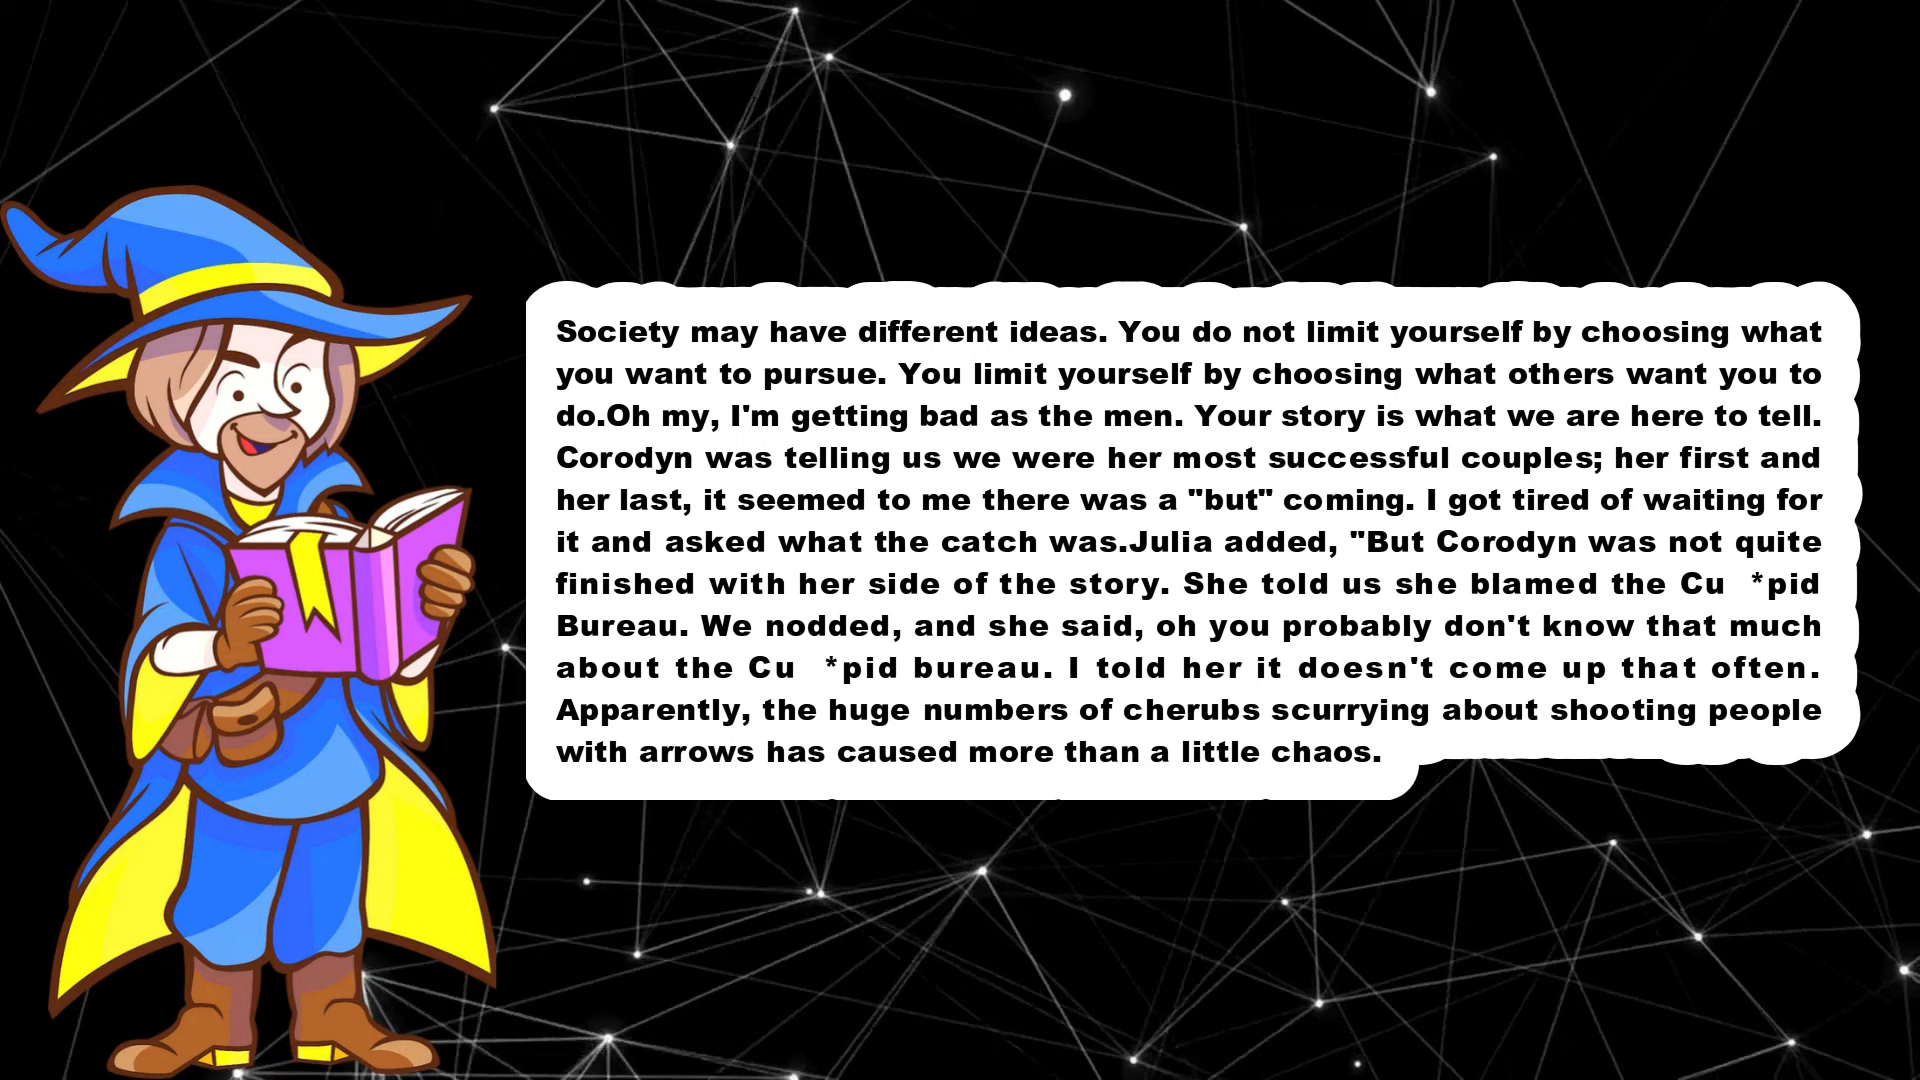 Society may have different ideas. You do not limit yourself by choosing what
you want to pursue. You limit yourself by choosing what others want you to
do.Oh my, I'm getting bad as the men. Your story is what we are here to tell.
Corodyn was telling us we were her most successful couples; her first and
her last, it seemed to me there was a "but" coming. I got tired of waiting for
it and asked what the catch was.Julia added, "But Corodyn was not quite
finished with her side of the story. She told us she blamed the Cu  *pid
Bureau. We nodded, and she said, oh you probably don't know that much
about the Cu  *pid bureau. I told her it doesn't come up that often.
Apparently, the huge numbers of cherubs scurrying about shooting people
with arrows has caused more than a little chaos.